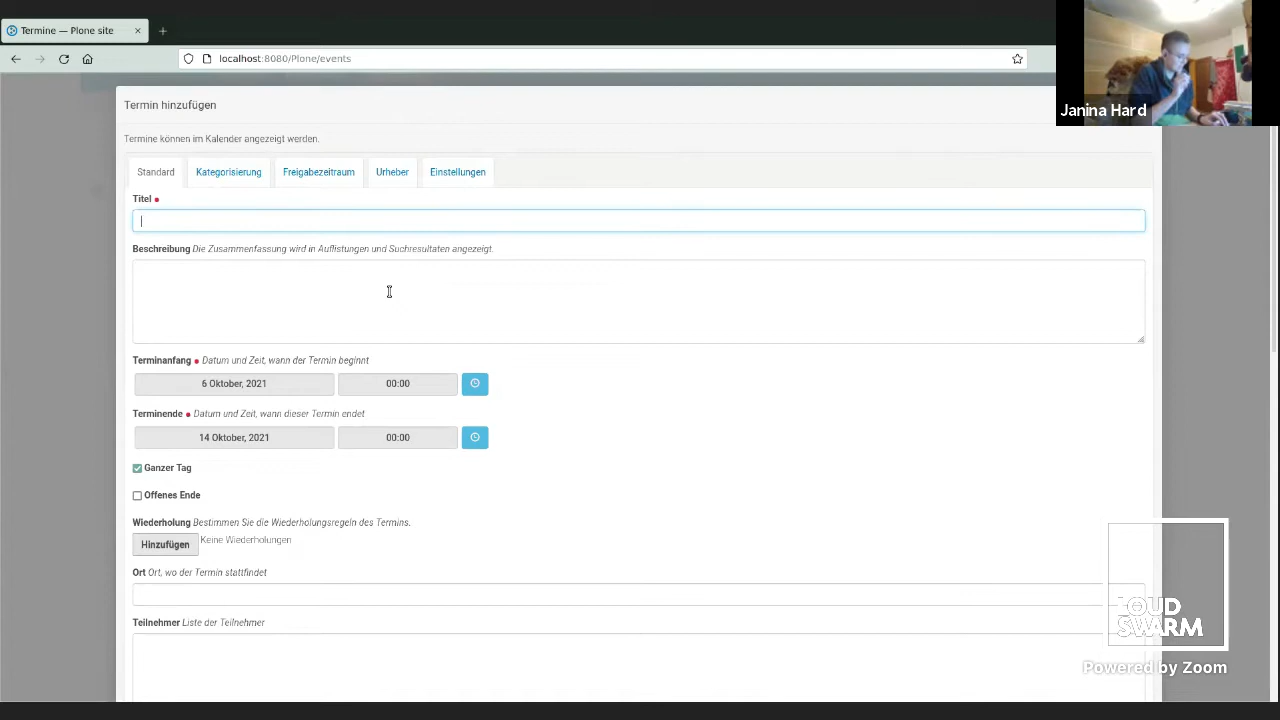 Termine — Plone site
localhost:8080/Plone/events
Janina Hard
Termin hinzufügen
Termine können im Kalender angezeigt werden.
Standard Kategorisierung Freigabezeitraum Urheber Einstellungen
Titel
Beschreibung Die Zusammenfassung wird in Auflistungen und Suchresultaten angezeigt.
Terminanfang Datum und Zeit, wann der Termin beginnt
6 Oktober, 2021 00:00
Terminende Datum und Zeit, wann dieser Termin endet
14 Oktober, 2021 00:00
Ganzer Tag
Offenes Ende
Wiederholung Bestimmen Sie die Wiederholungsregeln des Termins.
Hinzufügen Keine Wiederholungen
Ort Ort, wo der Termin stattfindet
Teilnehmer Liste der Teilnehmer
LOUD
SWARM
Powered by Zoom